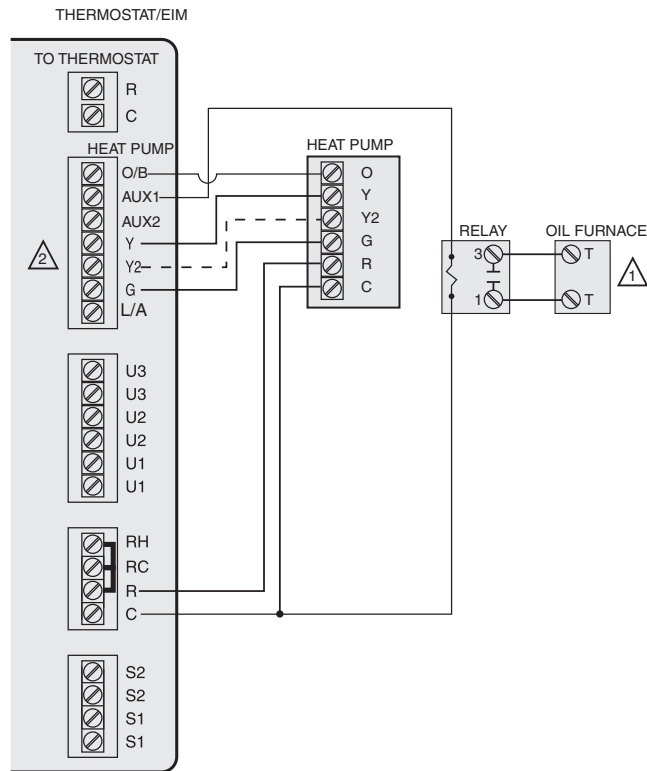 THERMOSTAT/EIM
TO THERMOSTAT
R
C
HEAT PUMP
O/B
AUX1
AUX2
Y
Y2
G
L/A
2
U3
U3
U2
U2
U1
U1
RH
RC
R
C
S2
S2
S1
S1
HEAT PUMP
O
Y
Y2
G
R
C
RELAY
3
1
OIL FURNACE
T
T
1